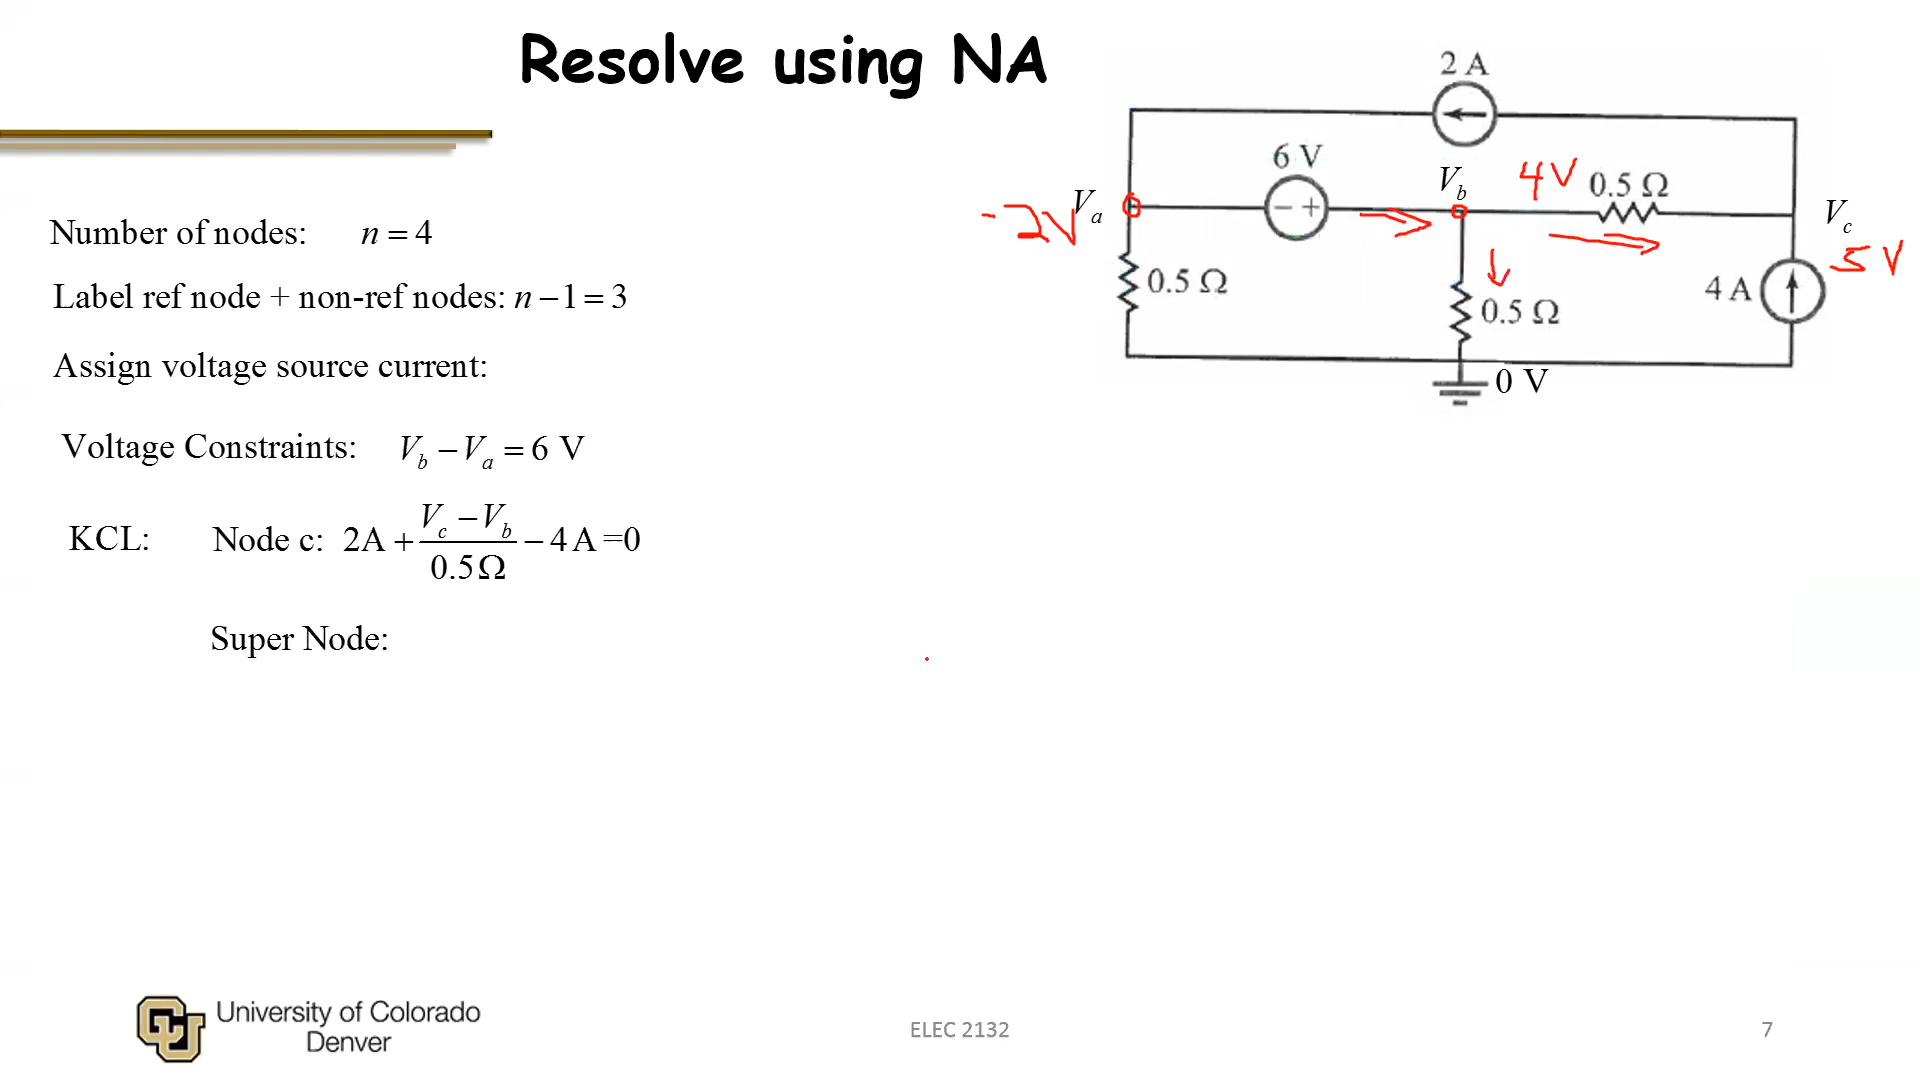 Resolve using NA
2 A
6 V
V_b
4V
0.5 Ω
-2V
V_a
V_c
5 V
0.5 Ω
0.5 Ω
4 A
0 V
− +
Number of nodes: n = 4
Label ref node + non-ref nodes: n − 1 = 3
Assign voltage source current:
Voltage Constraints: V_b − V_a = 6 V
KCL: Node c: 2A + (V_c − V_b)/0.5Ω − 4A = 0
Super Node:
University of Colorado
Denver
ELEC 2132
7